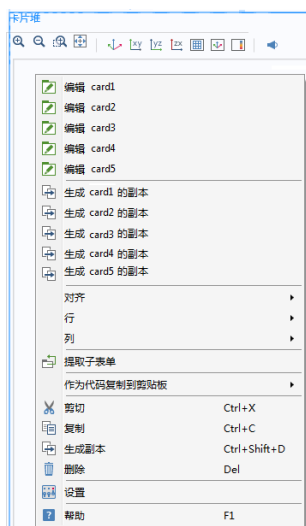 卡片堆
xy yz zx
编辑 card1
编辑 card2
编辑 card3
编辑 card4
编辑 card5
生成 card1 的副本
生成 card2 的副本
生成 card3 的副本
生成 card4 的副本
生成 card5 的副本
对齐
行
列
提取子表单
作为代码复制到剪贴板
剪切 Ctrl+X
复制 Ctrl+C
生成副本 Ctrl+Shift+D
删除 Del
设置
帮助 F1